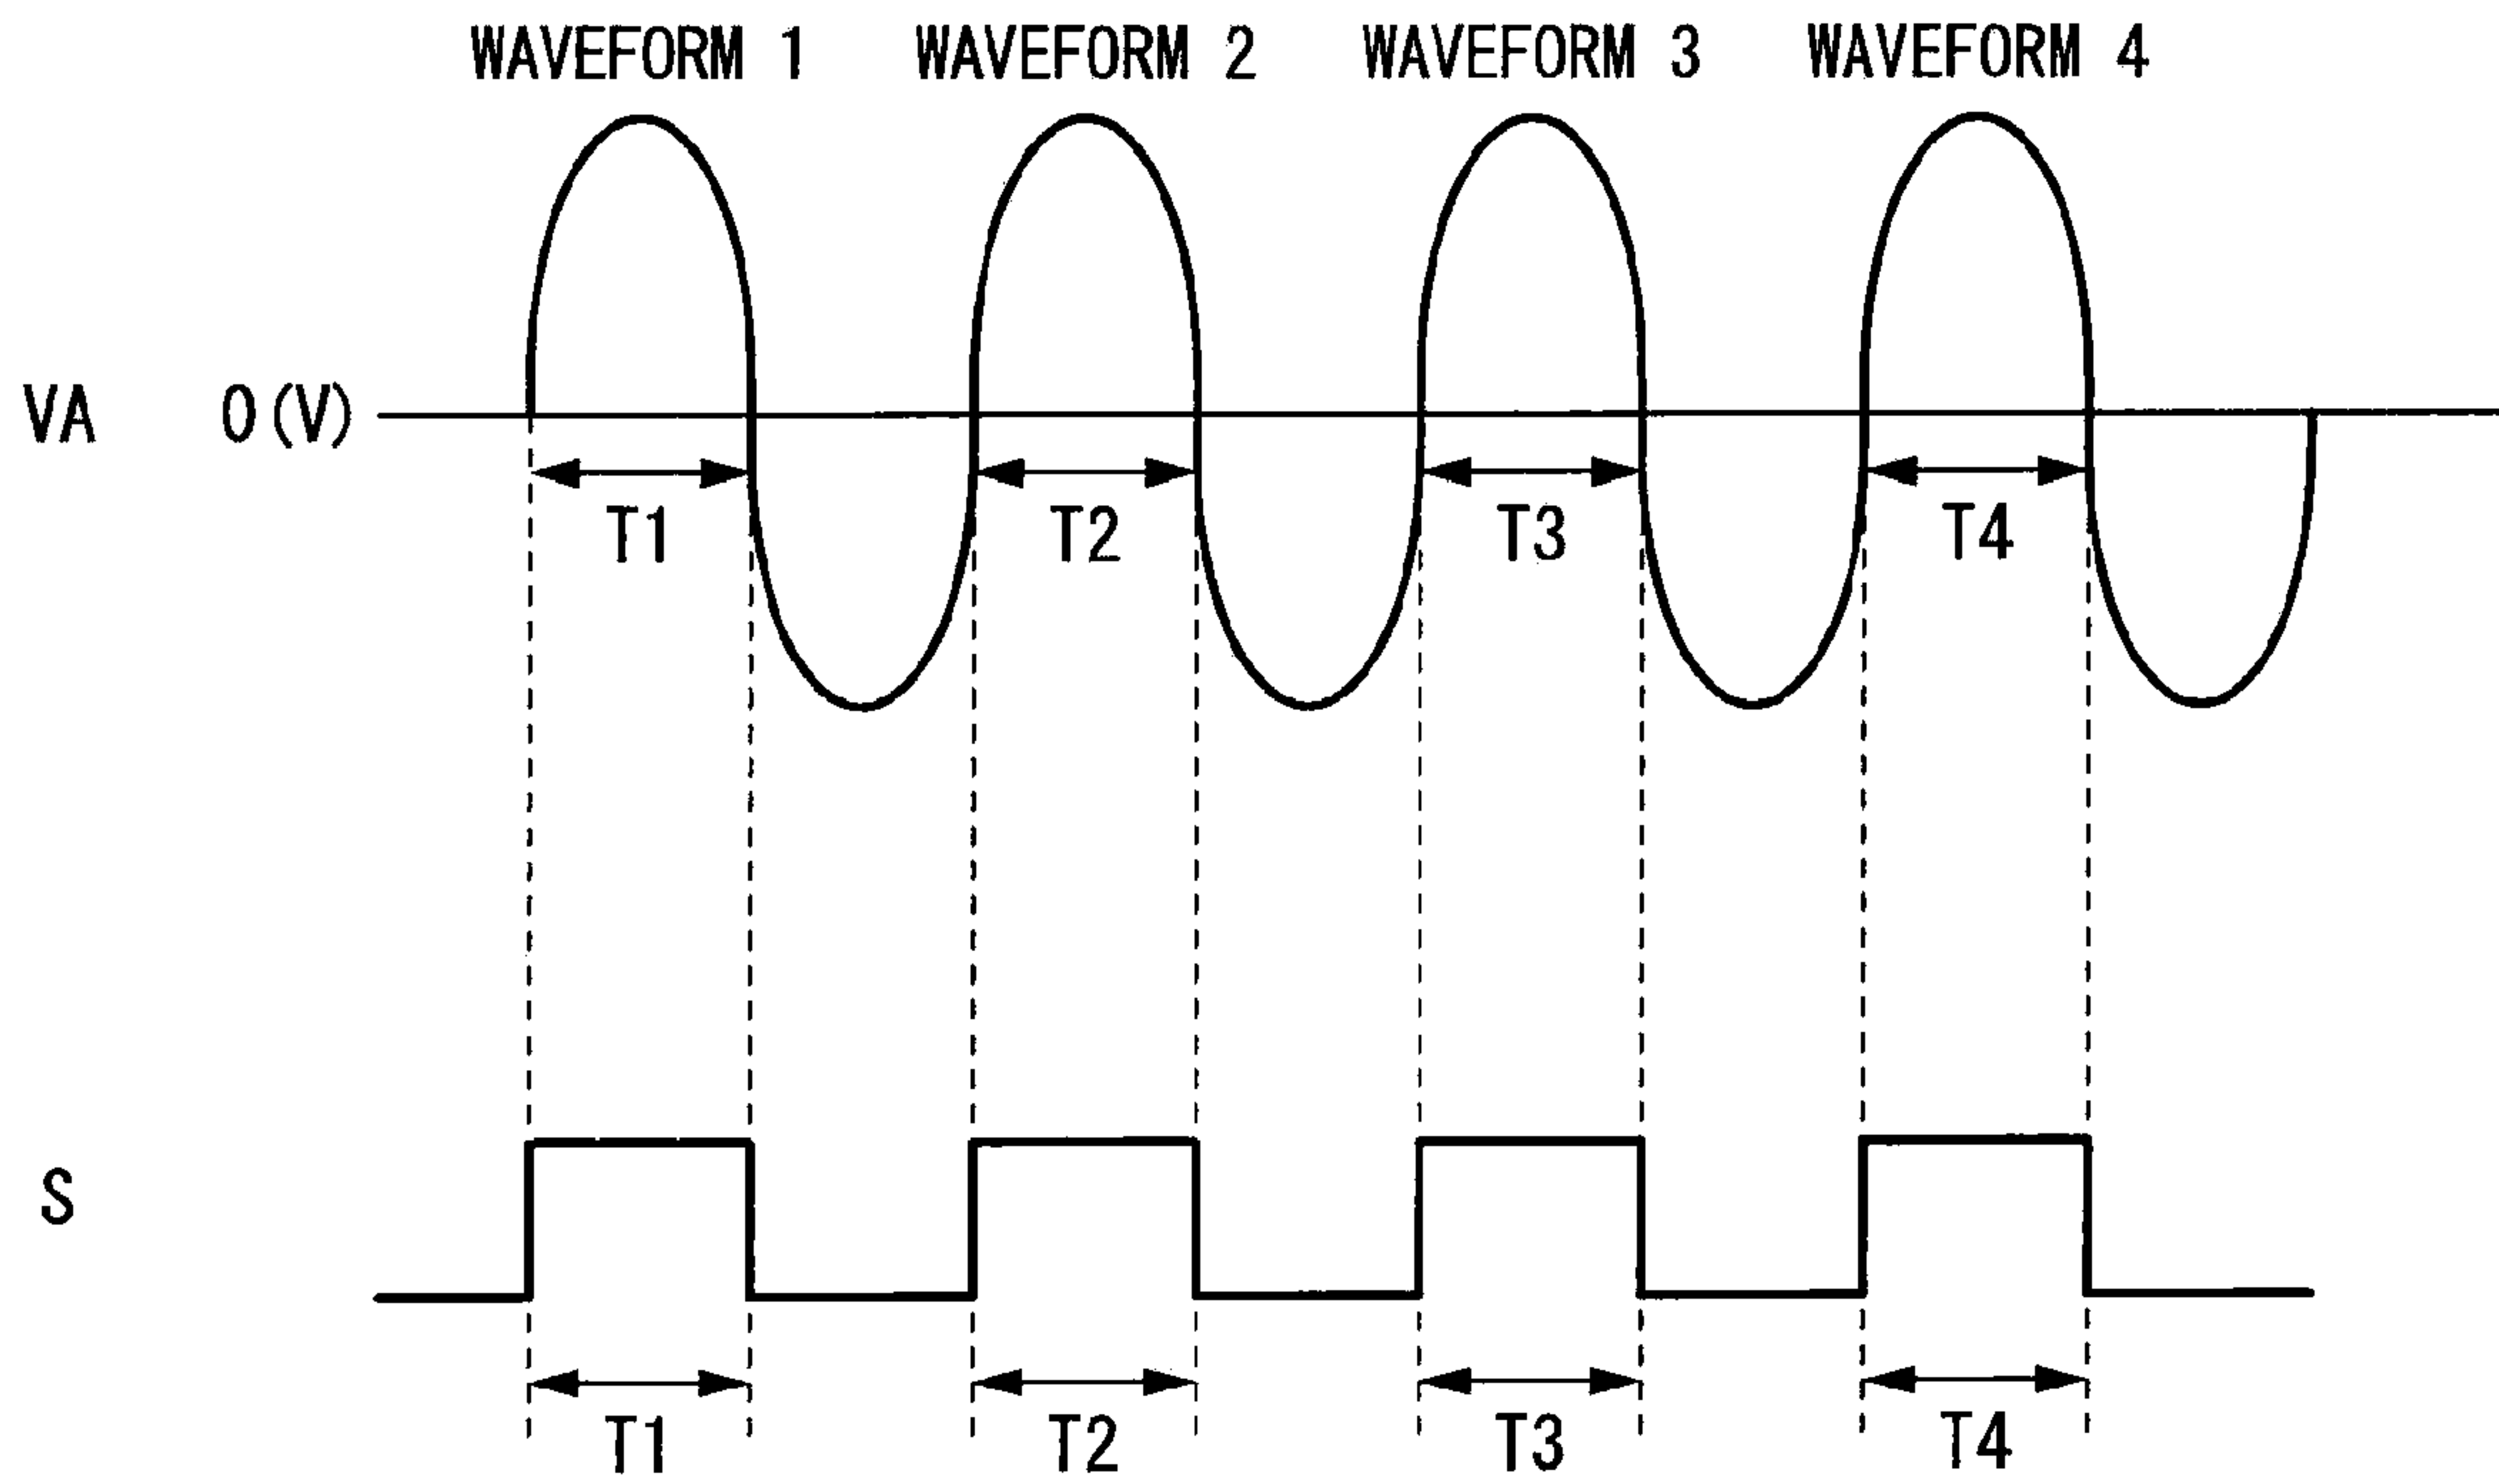 WAVEFORM 1 WAVEFORM 2 WAVEFORM 3 WAVEFORM 4
VA 0(V)
T1 T2 T3 T4
S
T1 T2 T3 T4